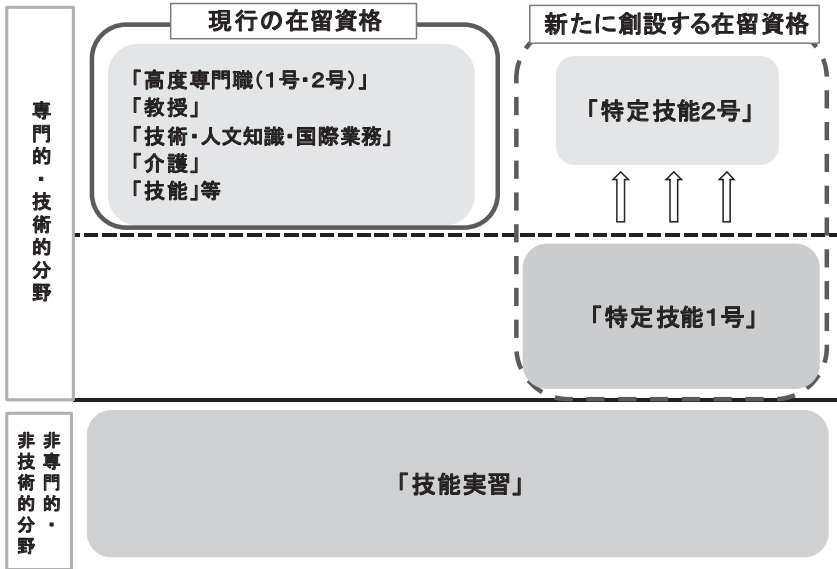 現行の在留資格
新たに創設する在留資格
専門的・技術的分野
「高度専門職(1号・2号)」
「教授」
「技術・人文知識・国際業務」
「介護」
「技能」等
「特定技能2号」
「特定技能1号」
非専門的・
非技術的分野
「技能実習」